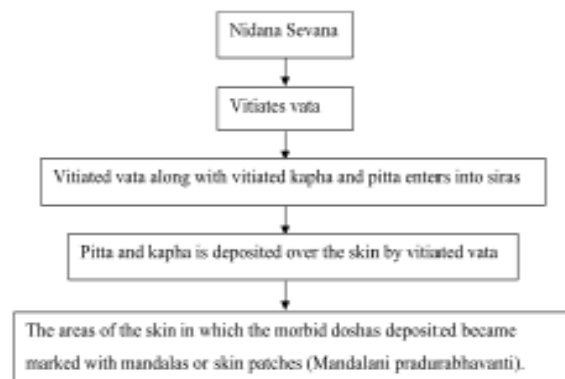 Nidana Sevana
Vitiates vata
Vitiated vata along with vitiated kapha and pitta enters into siras
Pitta and kapha is deposited over the skin by vitiated vata
The areas of the skin in which the morbid doshas deposited became
marked with mandalas or skin patches (Mandalani pradurabhavanti).